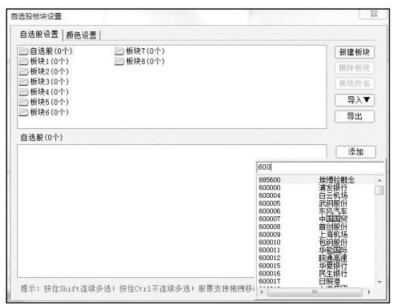 自选股板块设置
自选股设置 颜色设置
自选股(0个) 板块7(0个) 新建板块
板块1(0个) 板块8(0个)
板块2(0个) 删除板块
板块3(0个) 板块改名
板块4(0个)
板块5(0个) 导入▼
板块6(0个) 导出
自选股(0个)
添加
600
885600 埃博拉概念
600000 浦发银行
600004 白云机场
600005 武钢股份
600006 东风汽车
600007 中国国贸
600008 首创股份
600009 上海机场
600010 包钢股份
600011 华能国际
600012 皖通高速
600015 华夏银行
600016 民生银行
600017 日照港
提示：按住Shift连续多选；按住Ctrl不连续多选；股票支持拖拽移